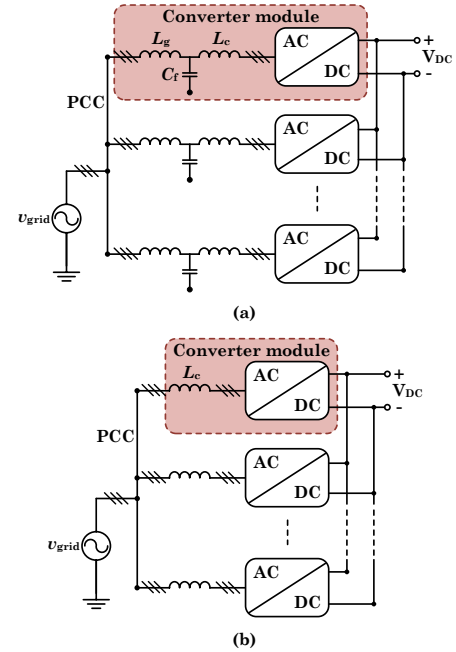 Converter module
Lg Lc
Cf
AC
DC
+
VDC
-
PCC
AC
DC
vgrid
AC
DC
(a)
Converter module
Lc
AC
DC
+
VDC
-
PCC
AC
DC
vgrid
AC
DC
(b)